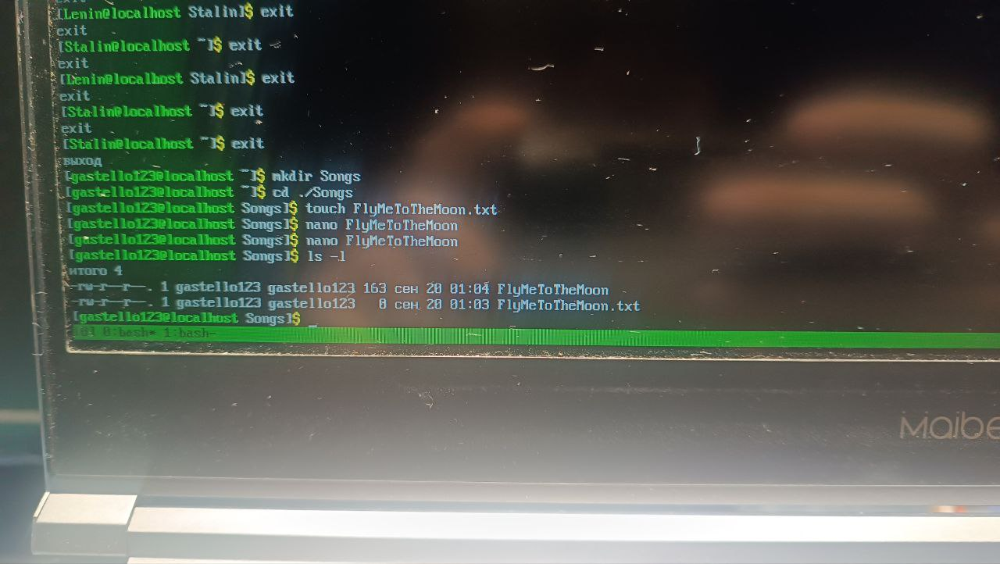 [Lenin@localhost Stalin]$ exit
exit
[Stalin@localhost ~]$ exit
exit
[Lenin@localhost Stalin]$ exit
exit
[Stalin@localhost ~]$ exit
exit
[Stalin@localhost ~]$ exit
выход
[gastello123@localhost ~]$ mkdir Songs
[gastello123@localhost ~]$ cd ./Songs
[gastello123@localhost Songs]$ touch FlyMeToTheMoon.txt
[gastello123@localhost Songs]$ nano FlyMeToTheMoon
[gastello123@localhost Songs]$ nano FlyMeToTheMoon
[gastello123@localhost Songs]$ ls -l
итого 4
-rw-r--r--. 1 gastello123 gastello123 163 сен 20 01:04 FlyMeToTheMoon
-rw-r--r--. 1 gastello123 gastello123   0 сен 20 01:03 FlyMeToTheMoon.txt
[gastello123@localhost Songs]$
[0] 0:bash* 1:bash-
Maibe